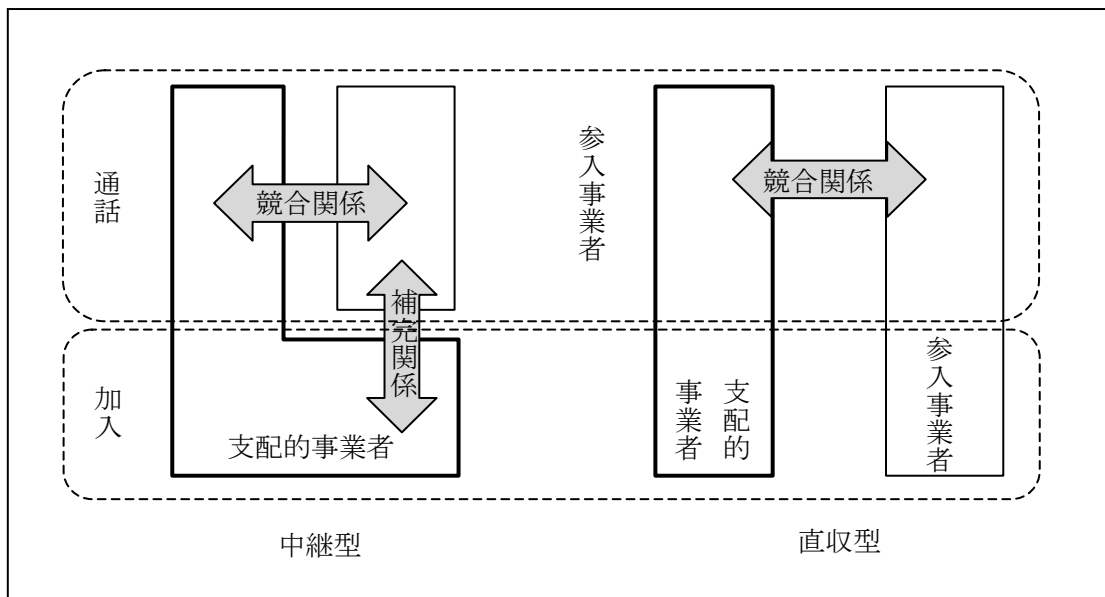 通話
競合関係
補完関係
参入事業者
競合関係
加入
支配的事業者
支配的
事業者
参入事業者
中継型
直収型